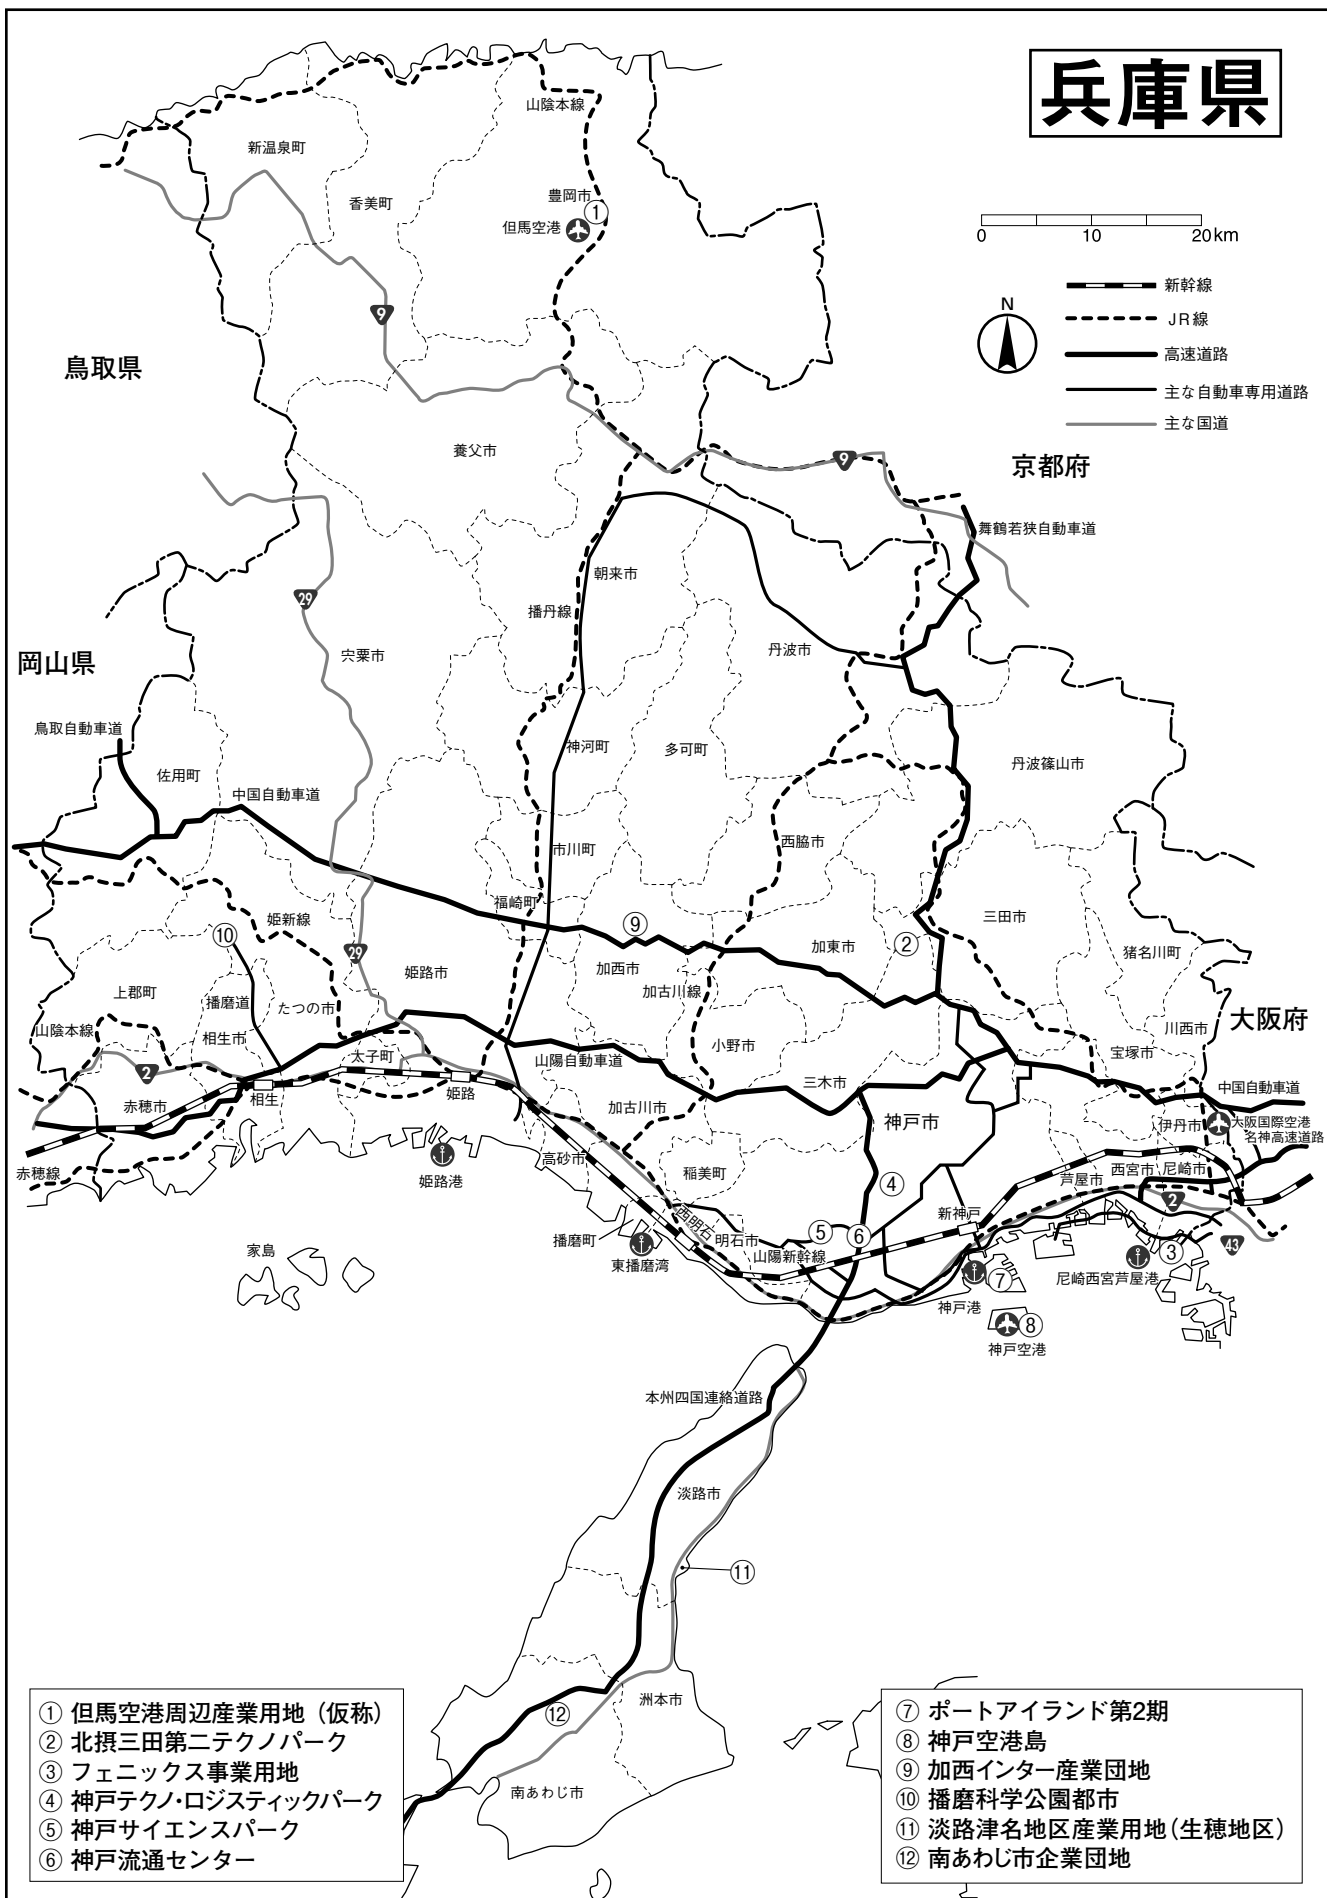 兵庫県
山陰本線
新温泉町
香美町
豊岡市
①
但馬空港
0 10 20km
新幹線
N
JR線
9
高速道路
鳥取県
主な自動車専用道路
主な国道
養父市
9
京都府
舞鶴若狭自動車道
朝来市
29
播丹線
丹波市
宍粟市
岡山県
鳥取自動車道
神河町
多可町
丹波篠山市
佐用町
中国自動車道
西脇市
市川町
福崎町
姫新線
⑨
三田市
⑩
②
加東市
猪名川町
29
姫路市
加西市
上郡町
加古川線
播磨道
たつの市
大阪府
山陰本線
川西市
相生市
小野市
太子町
山陽自動車道
宝塚市
2
三木市
中国自動車道
相生
姫路
赤穂市
加古川市
神戸市
伊丹市
大阪国際空港
名神高速道路
高砂市
赤穂線
姫路港
稲美町
④
芦屋市
西宮市
尼崎市
2
西明石
新神戸
播磨町
明石市
⑤
⑥
43
家島
山陽新幹線
③
東播磨湾
⑦
尼崎西宮芦屋港
神戸港
⑧
神戸空港
本州四国連絡道路
淡路市
⑪
洲本市
⑫
南あわじ市
① 但馬空港周辺産業用地（仮称）
② 北摂三田第二テクノパーク
③ フェニックス事業用地
④ 神戸テクノ・ロジスティックパーク
⑤ 神戸サイエンスパーク
⑥ 神戸流通センター
⑦ ポートアイランド第2期
⑧ 神戸空港島
⑨ 加西インター産業団地
⑩ 播磨科学公園都市
⑪ 淡路津名地区産業用地（生穂地区）
⑫ 南あわじ市企業団地